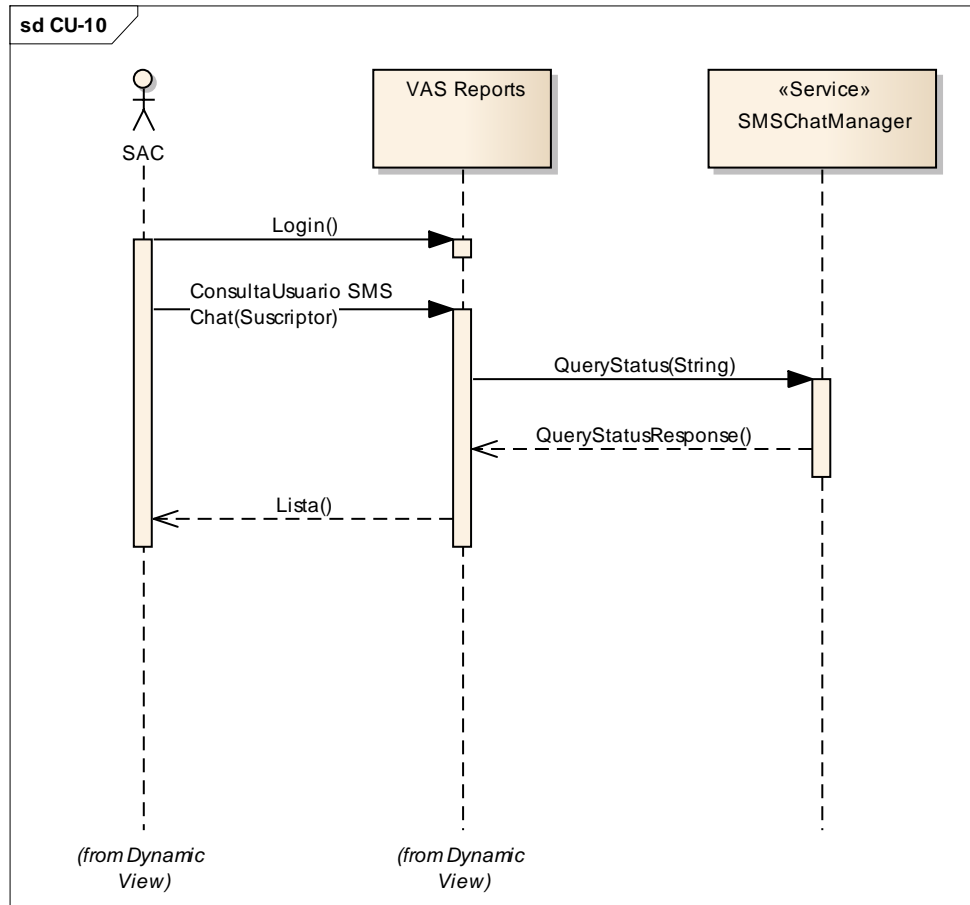 sd CU-10
SAC
VAS Reports
«Service»
SMSChatManager
Login()
ConsultaUsuario SMS
Chat(Suscriptor)
QueryStatus(String)
QueryStatusResponse()
Lista()
(from Dynamic
View)
(from Dynamic
View)